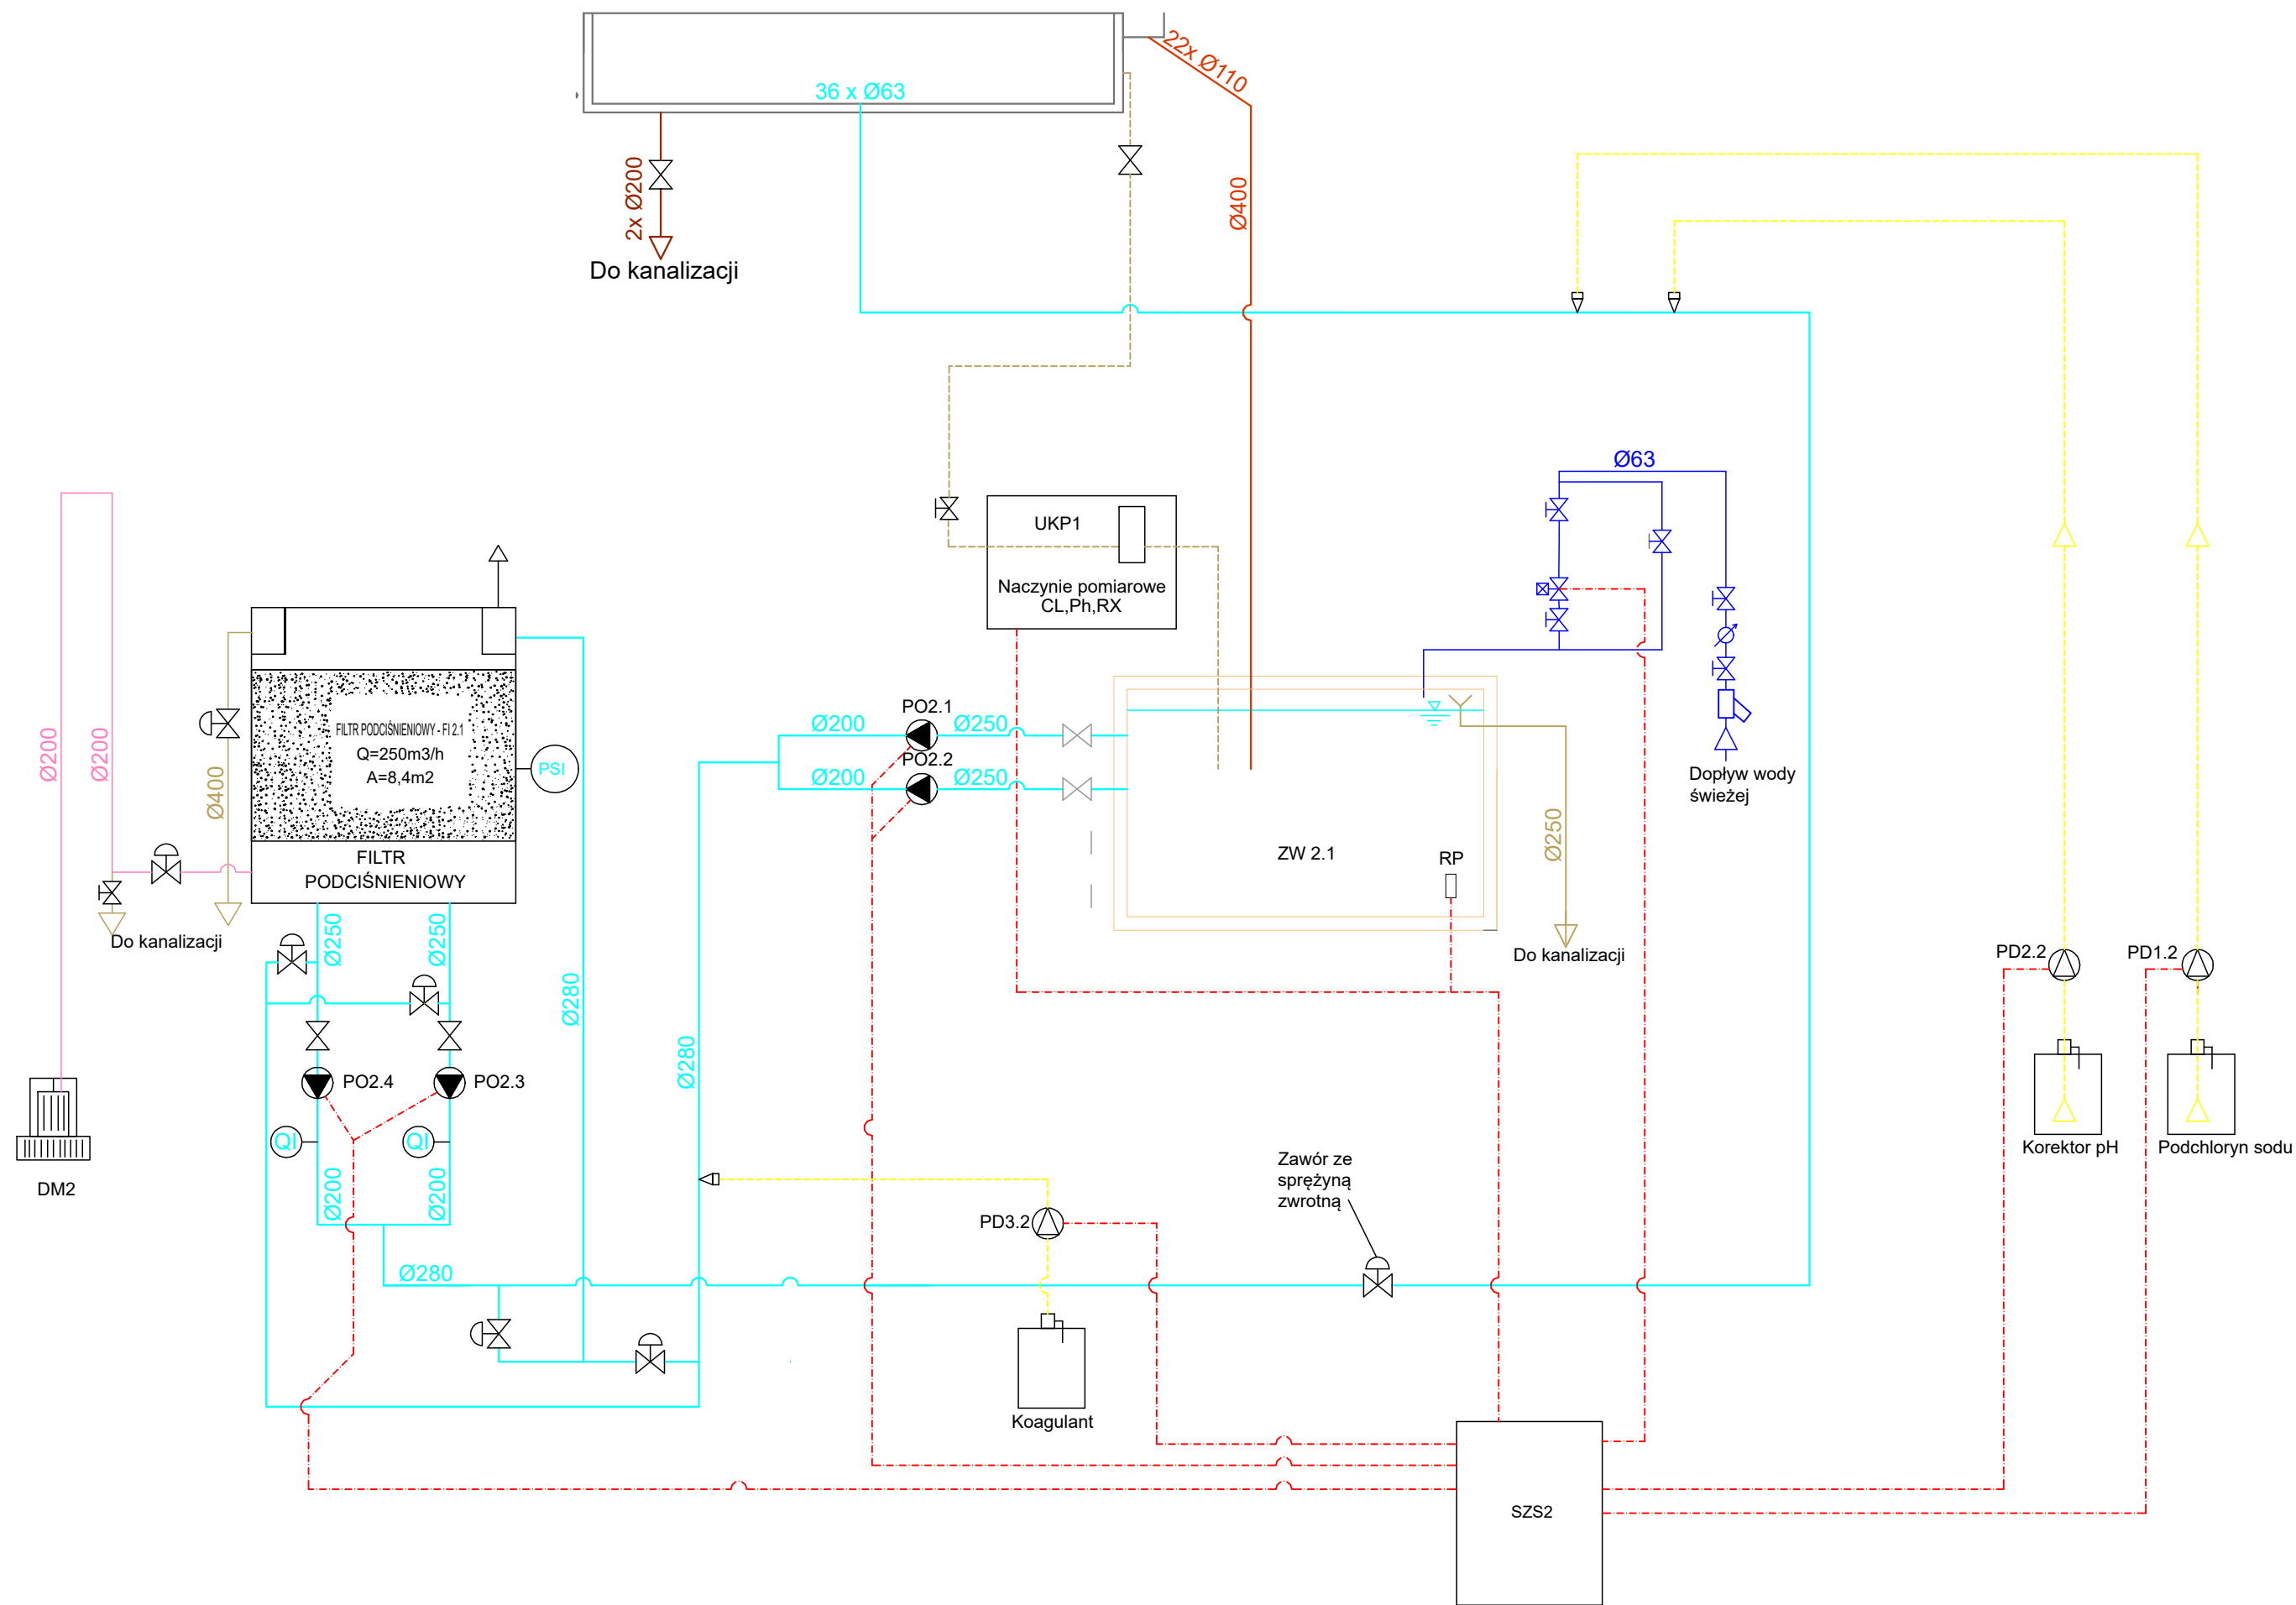 22x Ø110
36 x Ø63
2x Ø200
Ø400
Do kanalizacji
Ø63
UKP1
Naczynie pomiarowe
CL,Ph,RX
Ø200
Ø200
Ø400
FILTR PODCIŚNIENIOWY - FI 2.1
Q=250m3/h
A=8,4m2
PSI
FILTR
PODCIŚNIENIOWY
PO2.1
Ø200
Ø250
PO2.2
Ø200
Ø250
Dopływ wody
świeżej
ZW 2.1
RP
Ø250
Do kanalizacji
Do kanalizacji
Ø250
Ø250
Ø280
Ø280
PD2.2
PD1.2
PO2.4
PO2.3
QI
QI
Ø200
Ø200
DM2
Korektor pH
Podchloryn sodu
Zawór ze
sprężyną
zwrotną
PD3.2
Ø280
Koagulant
SZS2